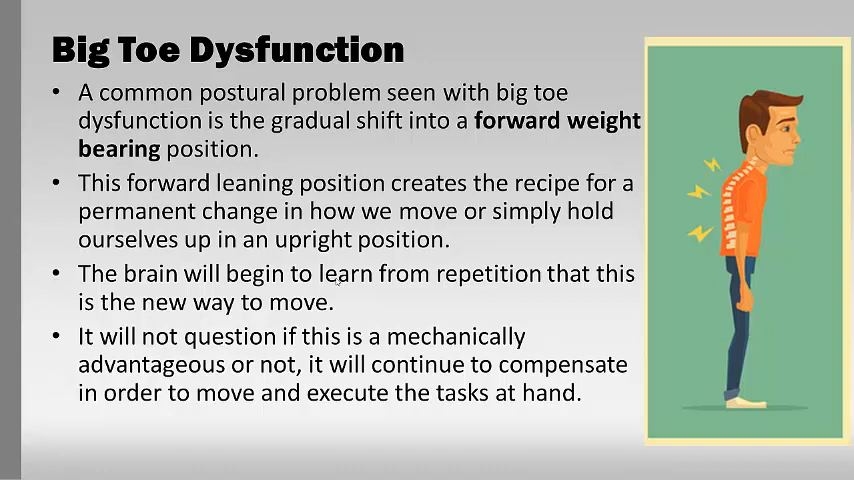 Big Toe Dysfunction
• A common postural problem seen with big toe
dysfunction is the gradual shift into a forward weight
bearing position.
• This forward leaning position creates the recipe for a
permanent change in how we move or simply hold
ourselves up in an upright position.
• The brain will begin to learn from repetition that this
is the new way to move.
• It will not question if this is a mechanically
advantageous or not, it will continue to compensate
in order to move and execute the tasks at hand.